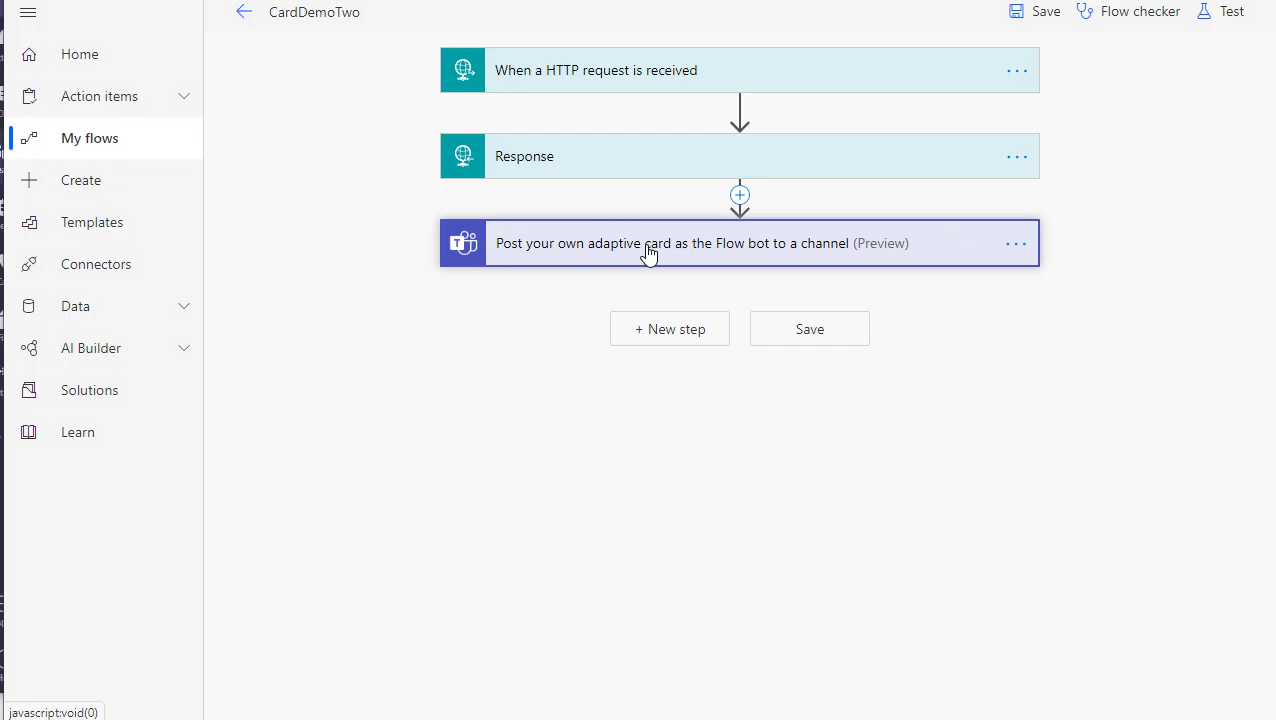 CardDemoTwo
Save
Flow checker
Test
Home
Action items
My flows
Create
Templates
Connectors
Data
AI Builder
Solutions
Learn
When a HTTP request is received
Response
Post your own adaptive card as the Flow bot to a channel (Preview)
+ New step
Save
javascript:void(0)